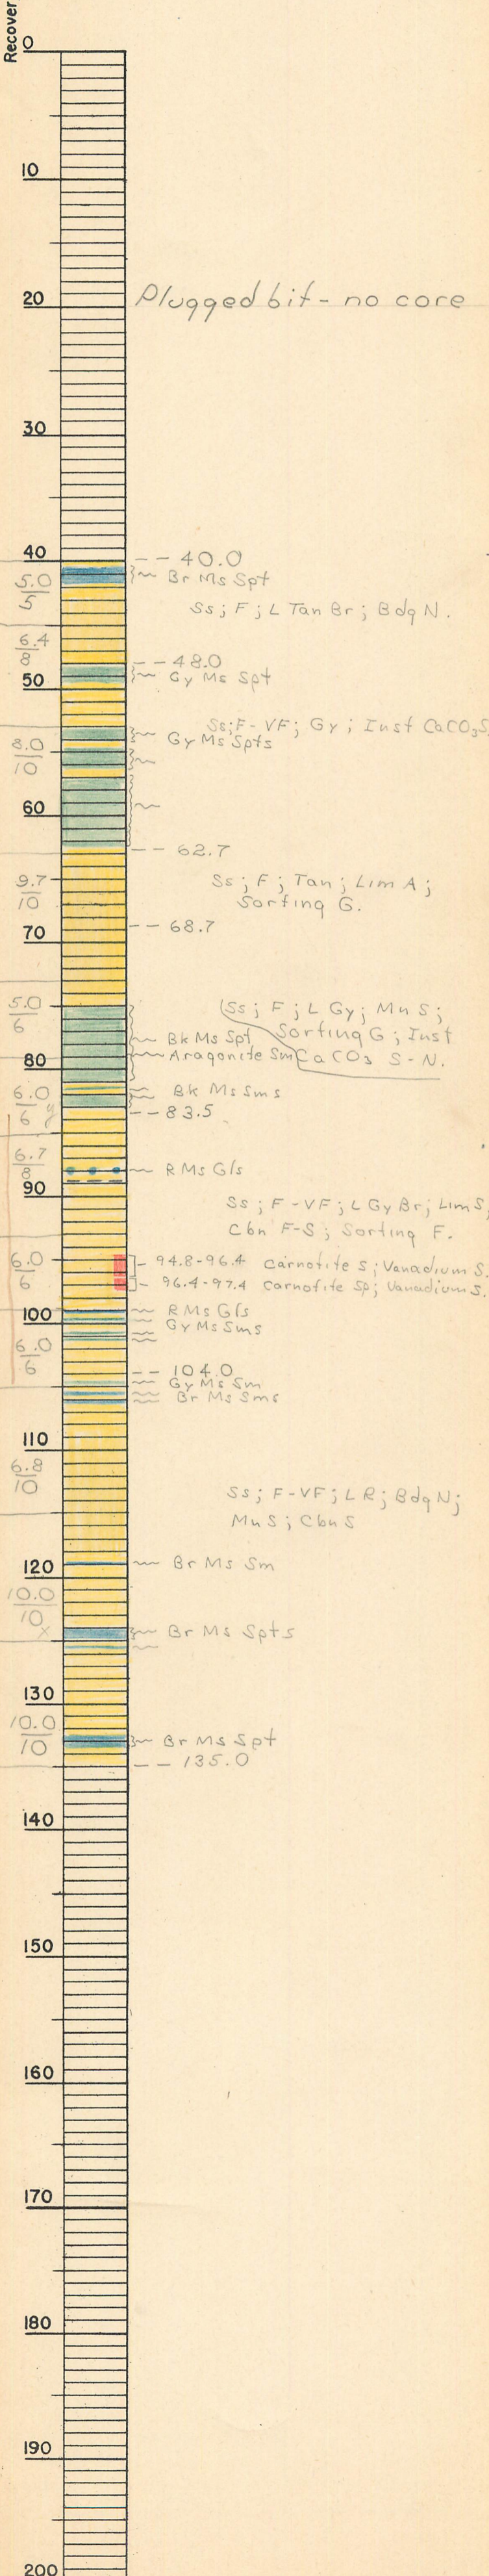 Recover
0
10
20
Plugged bit - no core
30
40
-- 40.0
5.0
5
Br Ms Spt
Ss; F; L Tan Br; Bdg N.
6.4
8
-- 48.0
50
Gy Ms Spt
Ss; F-VF; Gy; Inst CaCO3 S,
8.0
10
Gy Ms Spts
60
-- 62.7
9.7
10
Ss; F; Tan; Lim A;
Sorting G.
-- 68.7
70
5.0
6
Ss; F; L Gy; Mn S;
Sorting G; Inst
CaCO3 S-N.
Bk Ms Spt
Aragonite Sm
80
6.0
6
Bk Ms Sms
-- 83.5
6.7
8
R Ms Gls
90
Ss; F-VF; L Gy Br; Lim S,
Cbn F-S; Sorting F.
6.0
6
94.8-96.4 Carnotite S; Vanadium S.
96.4-97.4 Carnotite Sp; Vanadium S.
100
R Ms Gls
Gy Ms Sms
6.0
6
-- 104.0
Gy Ms Sm
Br Ms Sms
110
6.8
10
Ss; F-VF; L R; Bdg N;
Mn S; Cbn S
120
Br Ms Sm
10.0
10
x
Br Ms Spts
130
10.0
10
Br Ms Spt
-- 135.0
140
150
160
170
180
190
200